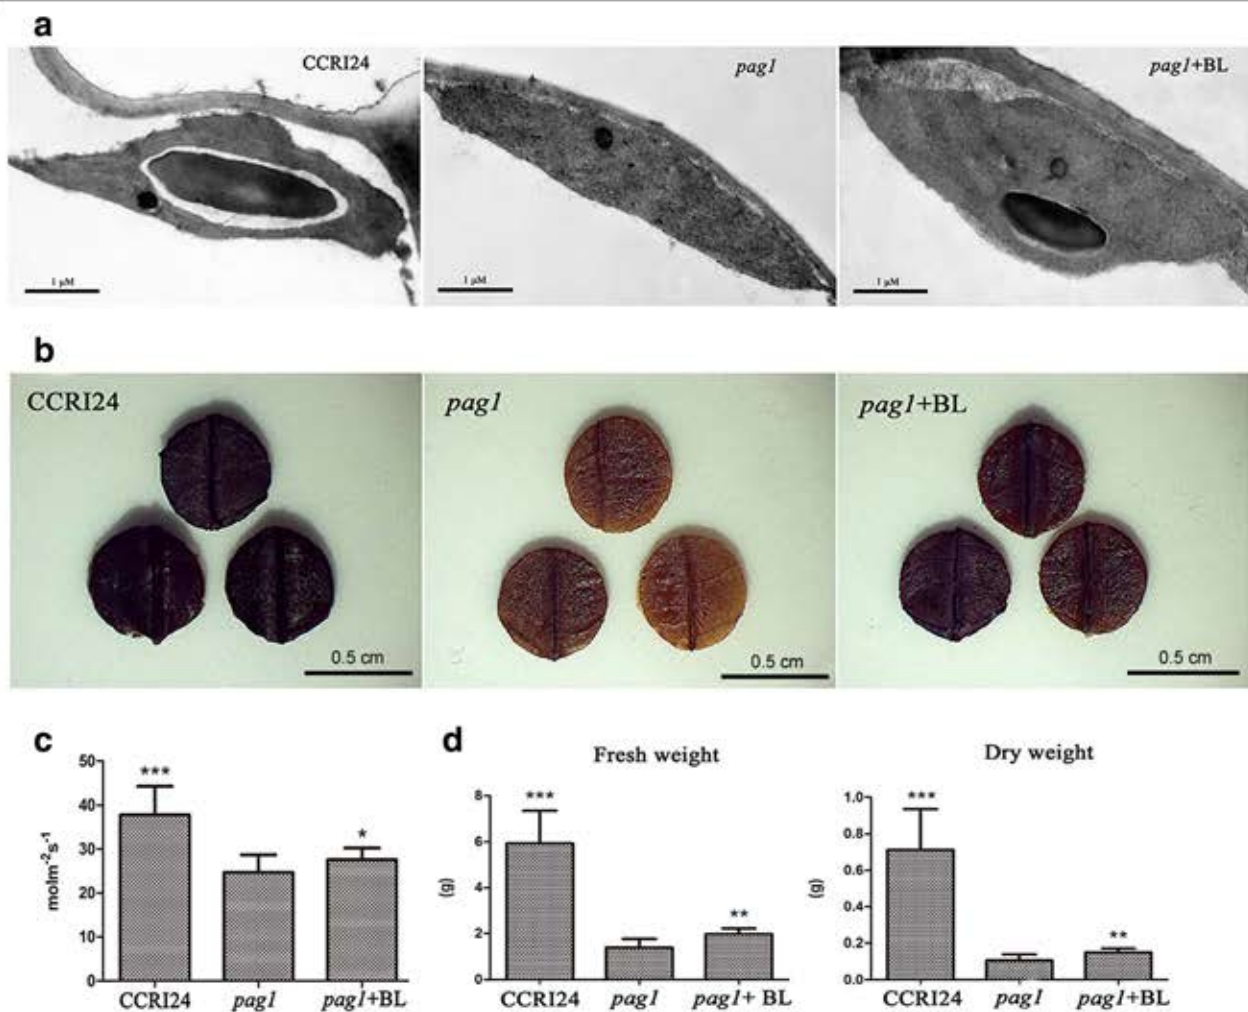 a
CCRI24
pag1
pag1+BL
1 μM
1 μM
1 μM
b
CCRI24
pag1
pag1+BL
0.5 cm
0.5 cm
0.5 cm
c
molm-2s-1
50
40
30
20
10
0
***
*
CCRI24
pag1
pag1+BL
d
Fresh weight
(g)
8
6
4
2
0
***
**
CCRI24
pag1
pag1+ BL
Dry weight
(g)
1.0
0.8
0.6
0.4
0.2
0.0
***
**
CCRI24
pag1
pag1+BL